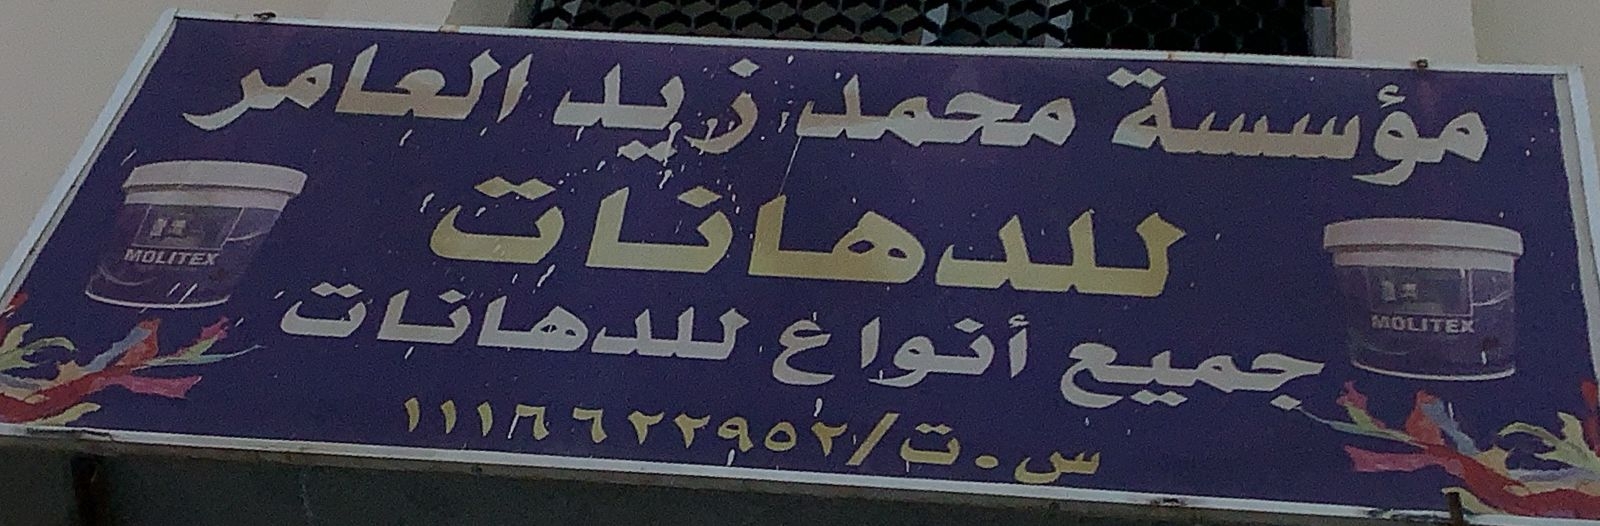 مؤسسة محمد زيد العامر
للدهانات
جميع أنواع للدهانات
س.ت/١١١٦٦٢٢٩٥٢
MOLITEX
MOLITEX